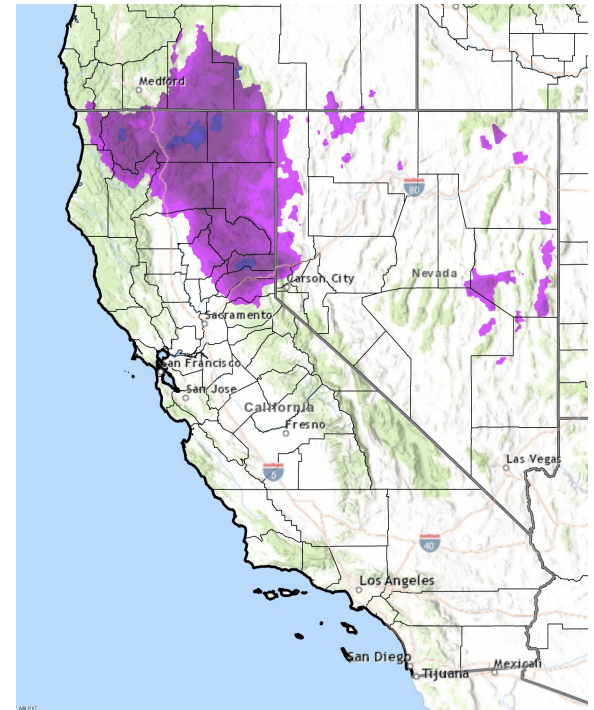 Medford
80
Carson City
Nevada
Sacramento
San Francisco
San Jose
California
Fresno
5
Las Vegas
40
Los Angeles
San Diego
Mexicali
Tijuana